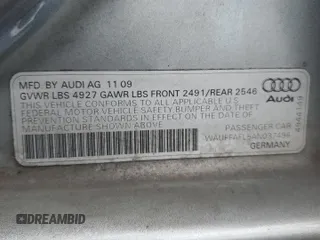 MFD. BY AUDI AG 11 09
GVWR LBS 4927 GAWR LBS FRONT 2491/REAR 2546
THIS VEHICLE CONFORMS TO ALL APPLICABLE U.S.
FEDERAL MOTOR VEHICLE SAFETY BUMPER AND THEFT
PREVENTION STANDARDS IN EFFECT ON THE DATE OF
MANUFACTURE SHOWN ABOVE
Audi
PASSENGER CAR
GERMANY
DREAMBID